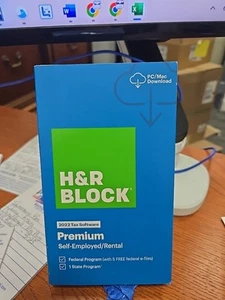 PC/Mac
Download
H&R
BLOCK®
2022 Tax Software
Premium
Self-Employed/Rental
Federal Program (with 5 FREE federal e-files)
1 State Program